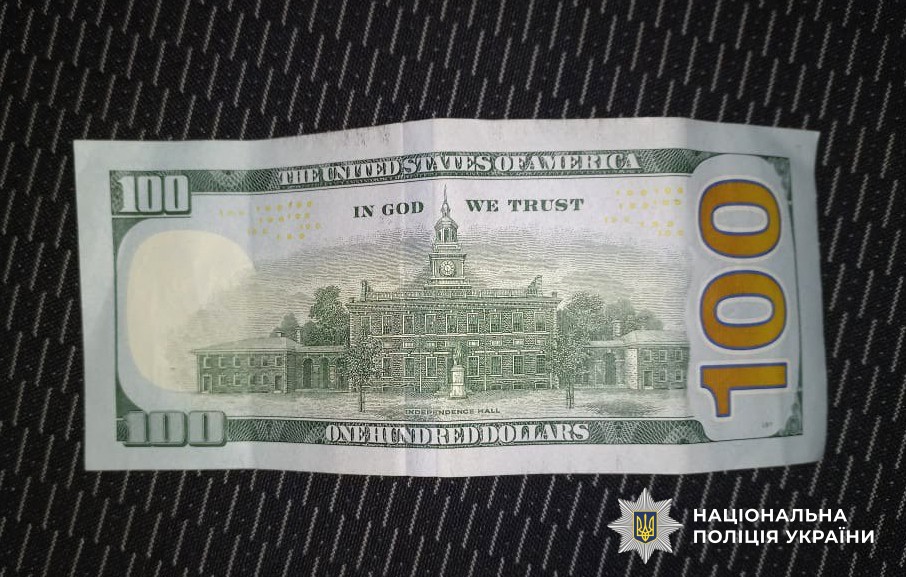 THE UNITED STATES OF AMERICA
100
IN GOD WE TRUST
100
INDEPENDENCE HALL
100
ONE HUNDRED DOLLARS
НАЦІОНАЛЬНА
ПОЛІЦІЯ УКРАЇНИ